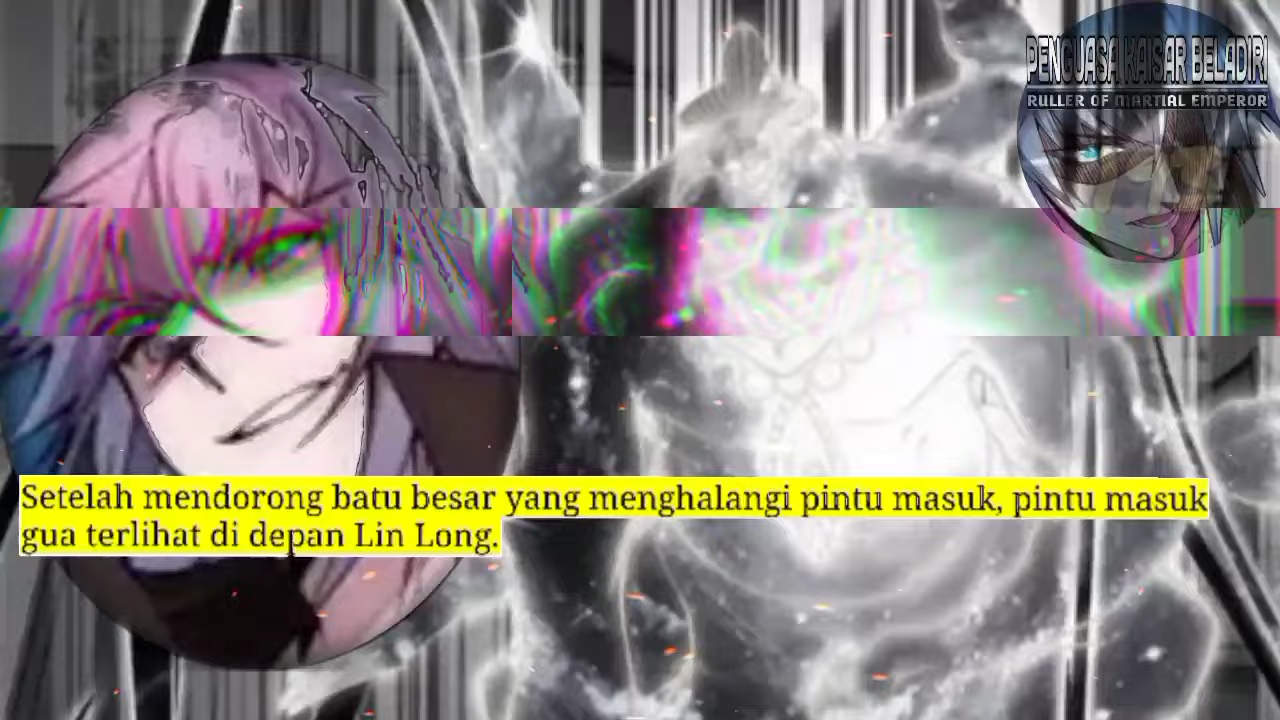 PENGUASA KAISAR BELADIRI
RULLER OF MARTIAL EMPEROR
Setelah mendorong batu besar yang menghalangi pintu masuk, pintu masuk
gua terlihat di depan Lin Long.